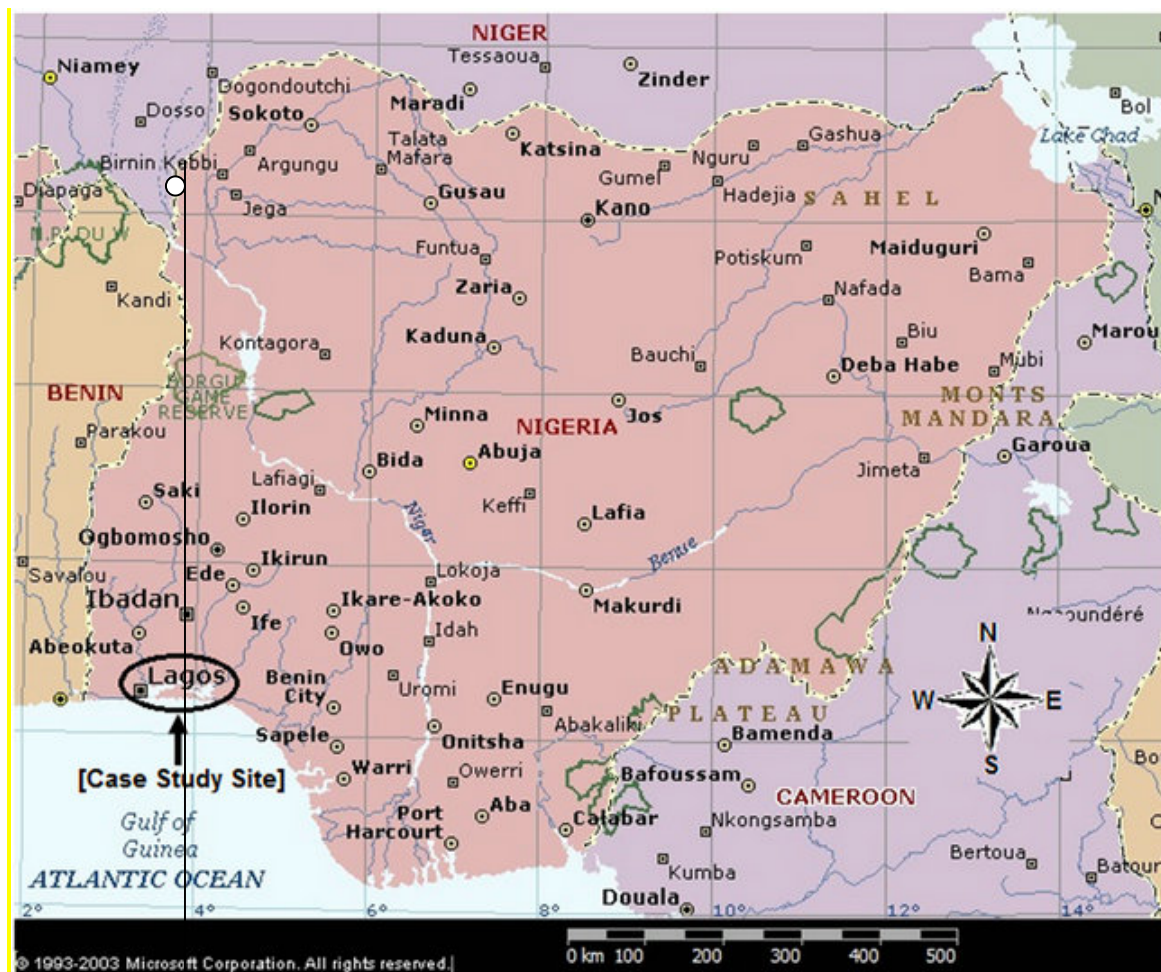 NIGER
Tessaoua
Niamey
Zinder
Dogondoutchi
Maradi
Bol
Dosso
Sokoto
Lake Chad
Talata
Mafara
Katsina
Gashua
Nguru
Birnin Kebbi
Argungu
Gumel
Hadejia
Diapaga
Jega
Gusau
Kano
SAHEL
N.P. DU W
Funtua
Potiskum
Maiduguri
Bama
Kandi
Zaria
Nafada
Kontagora
Kaduna
Bauchi
Biu
Marou
Deba Habe
Mubi
BENIN
BORGU
GAME
RESERVE
MONTS
MANDARA
Minna
NIGERIA
Jos
Parakou
Bida
Abuja
Garoua
Jimeta
Lafiagi
Keffi
Saki
Ilorin
Niger
Lafia
Ogbomosho
Benue
Savalou
Ede
Ikirun
Lokoja
Ibadan
Ife
Ikare-Akoko
Makurdi
Ngaoundéré
Abeokuta
Owo
Idah
N
Lagos
Benin
City
Uromi
Enugu
ADAMAWA
PLATEAU
W
E
Abakaliki
Sapele
Onitsha
Bamenda
S
[Case Study Site]
Warri
Owerri
Bafoussam
CAMEROON
Gulf of
Guinea
Port
Harcourt
Aba
Calabar
Nkongsamba
Kumba
Bertoua
Batour
ATLANTIC OCEAN
Douala
2° 4° 6° 8° 10° 12° 14°
0 km 100 200 300 400 500
© 1993-2003 Microsoft Corporation. All rights reserved.